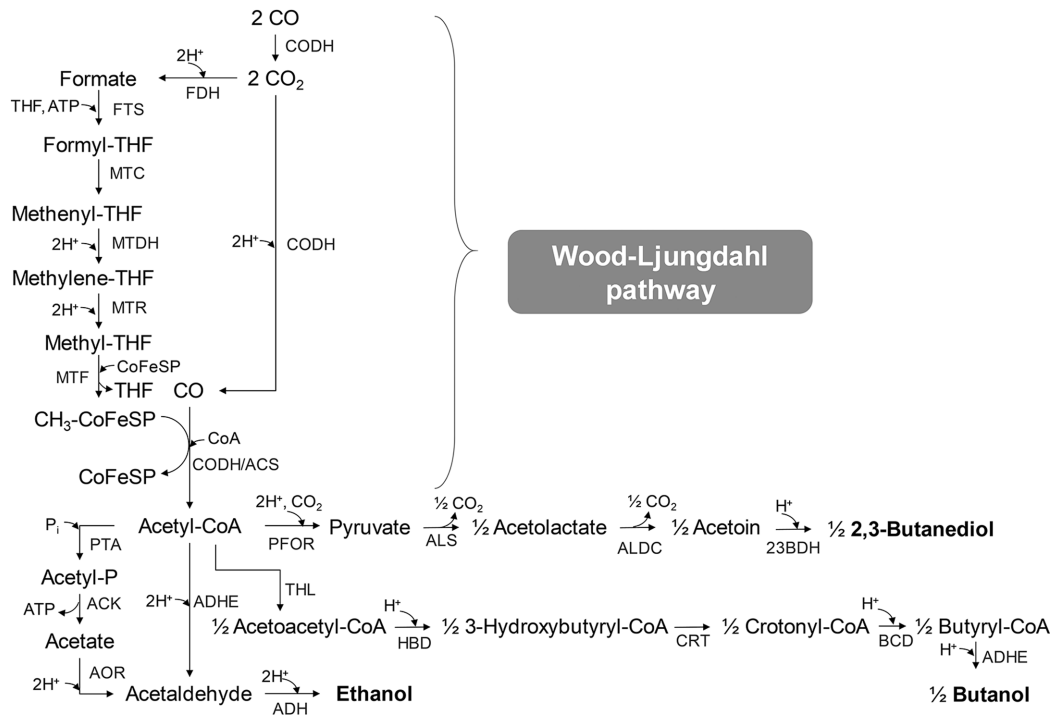 2 CO
CODH
2H⁺
Formate
2 CO₂
FDH
THF, ATP
FTS
Formyl-THF
MTC
Methenyl-THF
2H⁺
MTDH
2H⁺
CODH
Wood-Ljungdahl
pathway
Methylene-THF
2H⁺
MTR
Methyl-THF
CoFeSP
MTF
THF
CO
CH₃-CoFeSP
CoA
CODH/ACS
CoFeSP
Pᵢ
PTA
Acetyl-CoA
2H⁺, CO₂
PFOR
Pyruvate
½ CO₂
ALS
½ Acetolactate
½ CO₂
ALDC
½ Acetoin
H⁺
23BDH
½ 2,3-Butanediol
Acetyl-P
ATP
ACK
2H⁺
ADHE
THL
Acetate
½ Acetoacetyl-CoA
H⁺
HBD
½ 3-Hydroxybutyryl-CoA
CRT
½ Crotonyl-CoA
H⁺
BCD
½ Butyryl-CoA
H⁺
ADHE
AOR
2H⁺
Acetaldehyde
2H⁺
ADH
Ethanol
½ Butanol